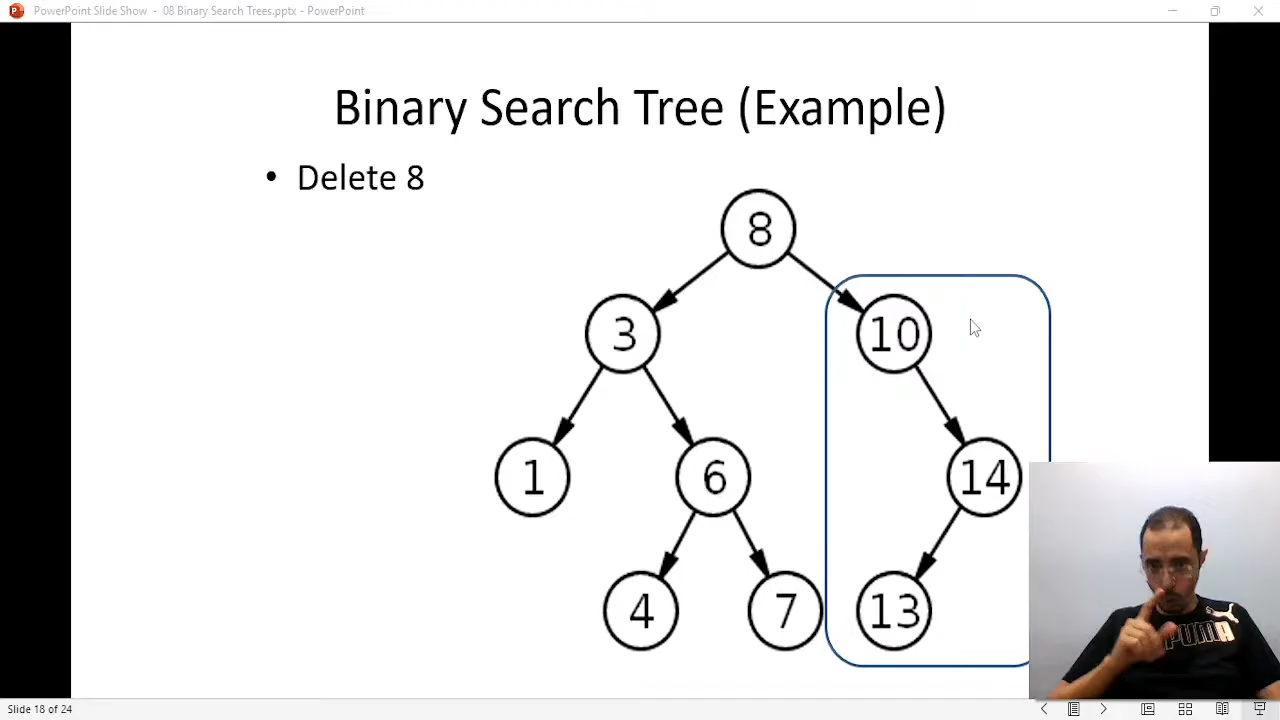 PowerPoint Slide Show - 08 Binary Search Trees.pptx - PowerPoint
Binary Search Tree (Example)
• Delete 8
8
3
10
1
6
14
4
7
13
PUMA
Slide 18 of 24